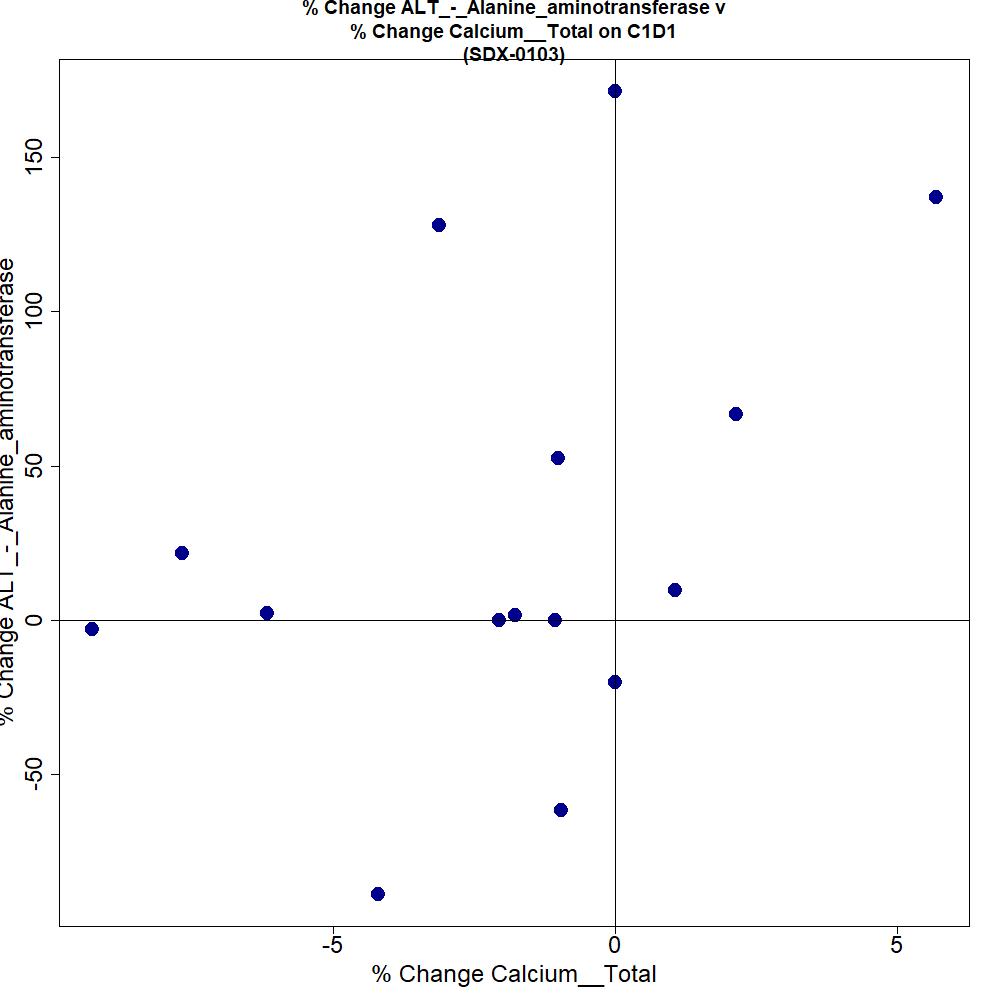 % Change ALT_-_Alanine_aminotransferase v
% Change Calcium__Total on C1D1
(SDX-0103)
% Change ALT_-_Alanine_aminotransferase
150
100
50
0
-50
-5
0
5
% Change Calcium__Total